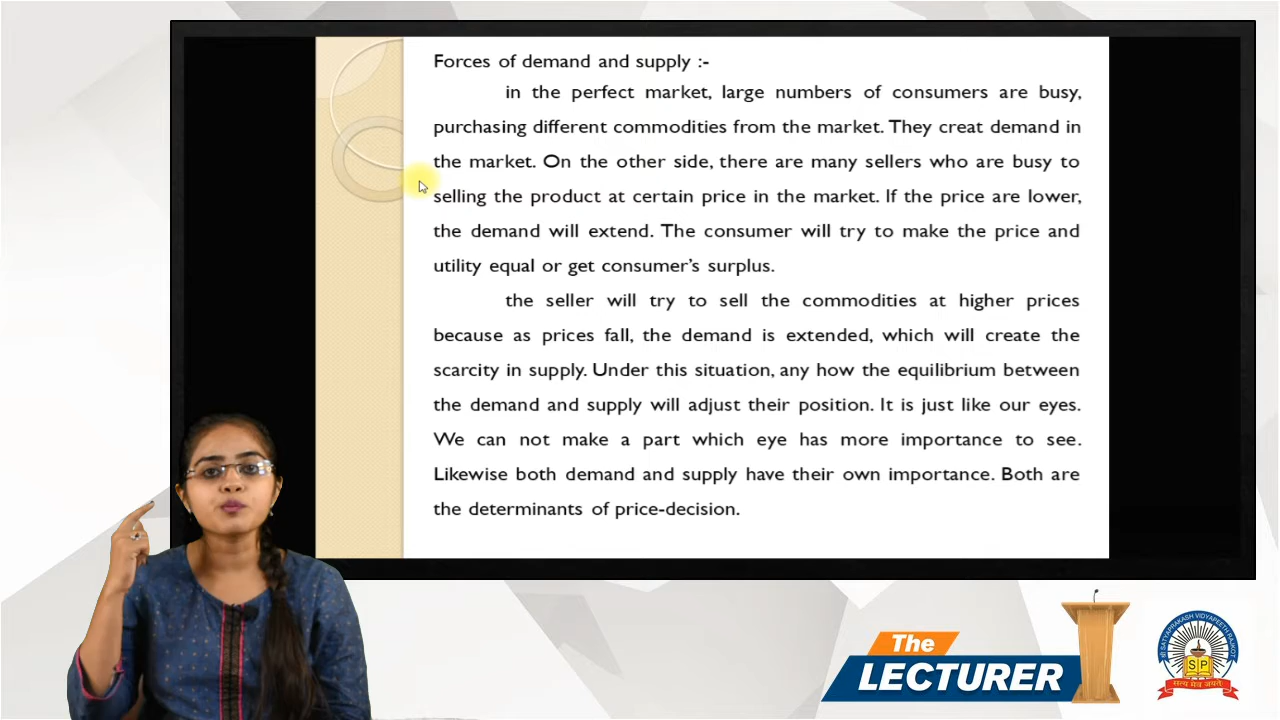 Forces of demand and supply :-
in the perfect market, large numbers of consumers are busy,
purchasing different commodities from the market. They creat demand in
the market. On the other side, there are many sellers who are busy to
selling the product at certain price in the market. If the price are lower,
the demand will extend. The consumer will try to make the price and
utility equal or get consumer's surplus.
the seller will try to sell the commodities at higher prices
because as prices fall, the demand is extended, which will create the
scarcity in supply. Under this situation, any how the equilibrium between
the demand and supply will adjust their position. It is just like our eyes.
We can not make a part which eye has more importance to see.
Likewise both demand and supply have their own importance. Both are
the determinants of price-decision.
The
LECTURER
SHREE SATYAPRAKASH VIDYAPEETH RAJKOT
SP
सत्य मेव जयते